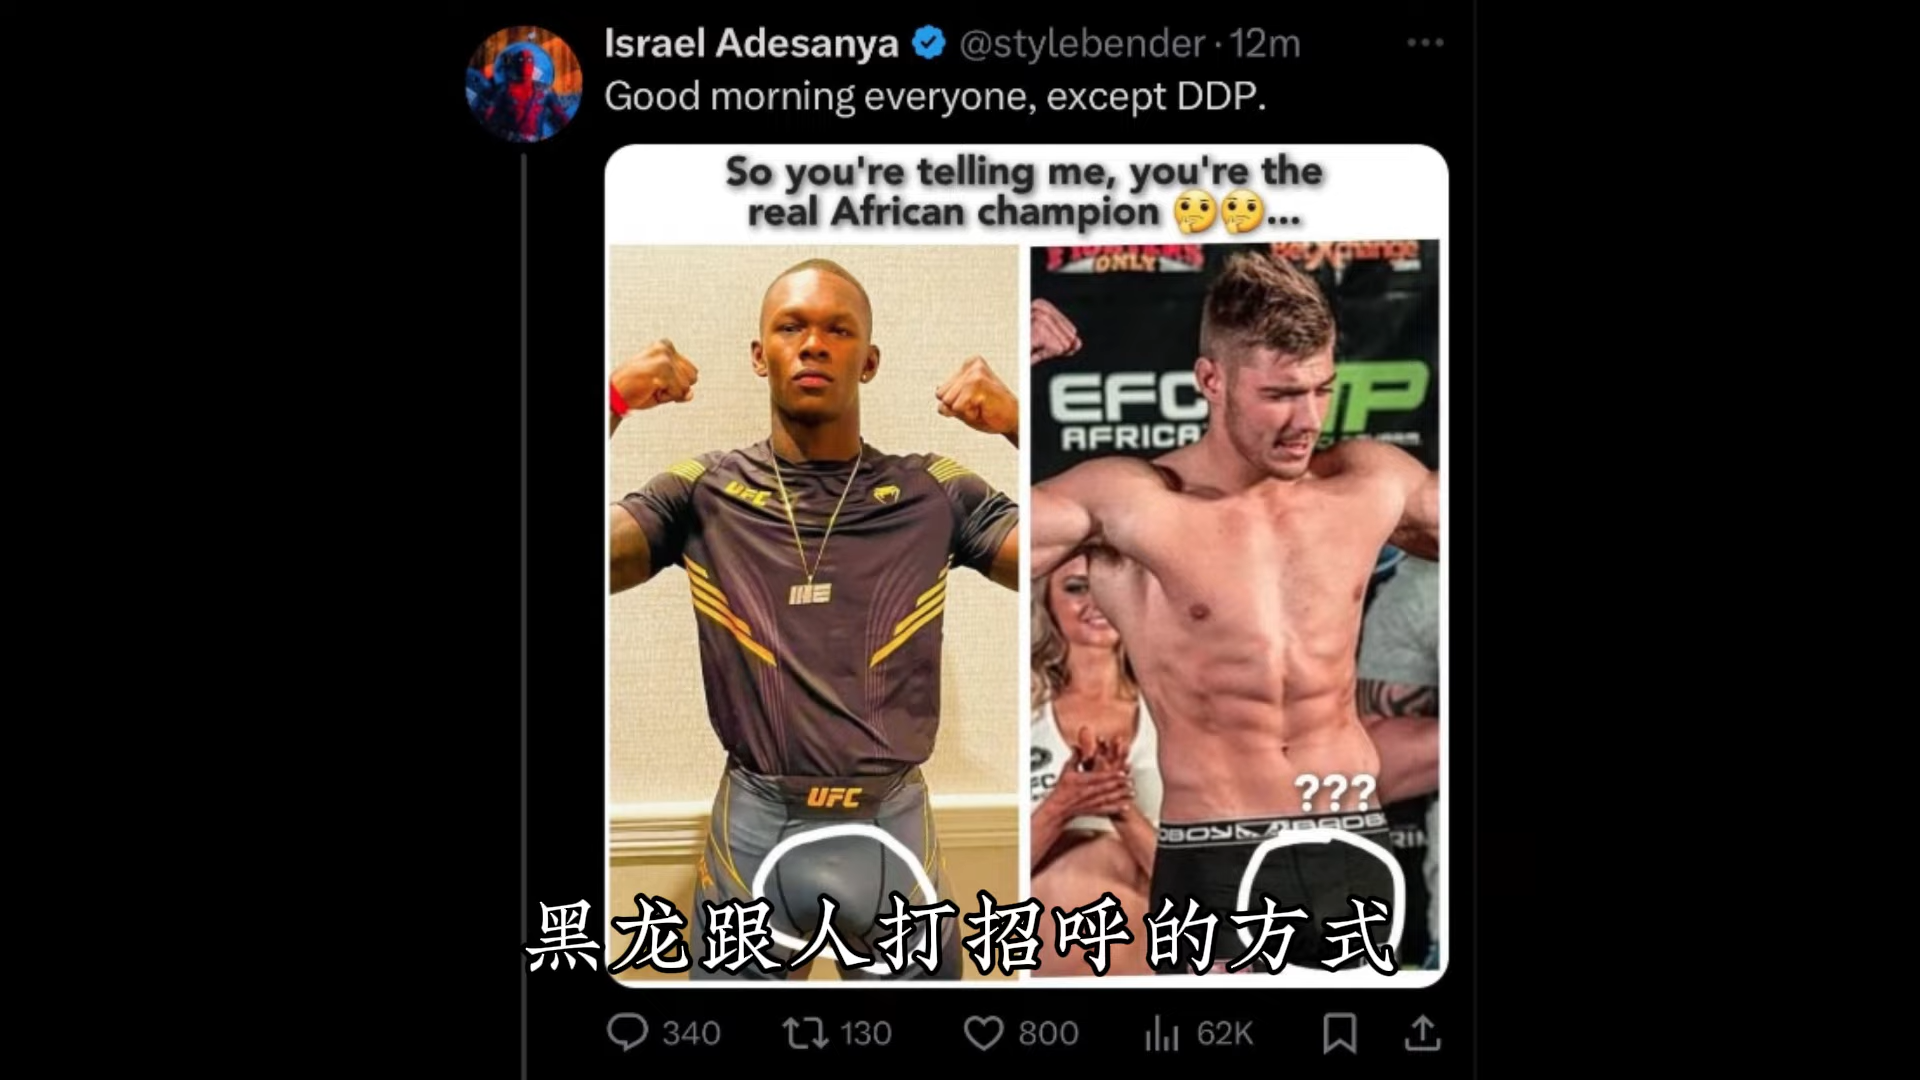 Israel Adesanya @stylebender · 12m
Good morning everyone, except DDP.
So you're telling me, you're the
real African champion 🤔🤔...
ONLY
EFC
AFRICA
UFC
UFC
???
黑龙跟人打招呼的方式
340 130 800 62K